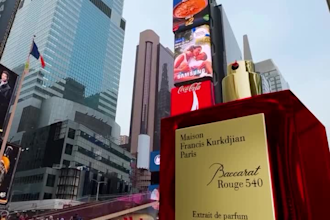 Coca-Cola
Maison
Francis Kurkdjian
Paris
Baccarat
Rouge 540
Extrait de parfum